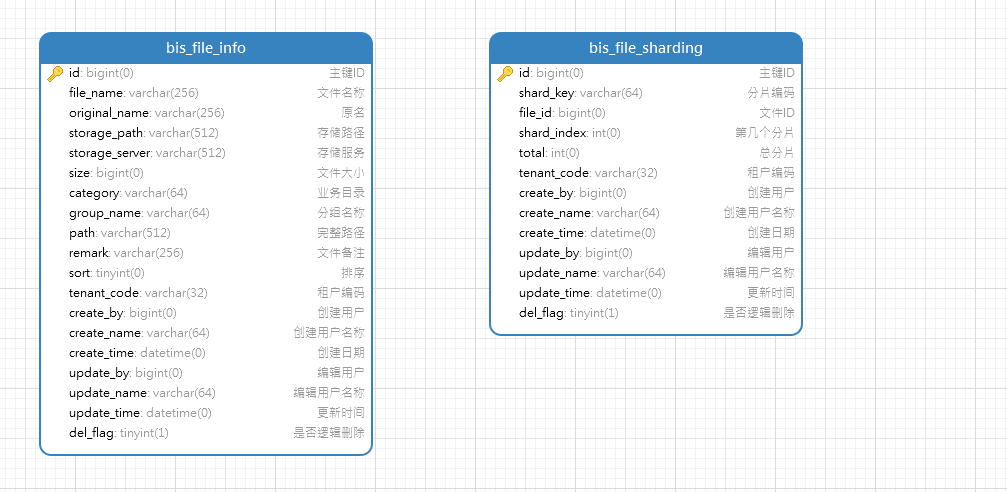 bis_file_info
id: bigint(0) 主键ID
file_name: varchar(256) 文件名称
original_name: varchar(256) 原名
storage_path: varchar(512) 存储路径
storage_server: varchar(512) 存储服务
size: bigint(0) 文件大小
category: varchar(64) 业务目录
group_name: varchar(64) 分组名称
path: varchar(512) 完整路径
remark: varchar(256) 文件备注
sort: tinyint(0) 排序
tenant_code: varchar(32) 租户编码
create_by: bigint(0) 创建用户
create_name: varchar(64) 创建用户名称
create_time: datetime(0) 创建日期
update_by: bigint(0) 编辑用户
update_name: varchar(64) 编辑用户名称
update_time: datetime(0) 更新时间
del_flag: tinyint(1) 是否逻辑删除
bis_file_sharding
id: bigint(0) 主键ID
shard_key: varchar(64) 分片编码
file_id: bigint(0) 文件ID
shard_index: int(0) 第几个分片
total: int(0) 总分片
tenant_code: varchar(32) 租户编码
create_by: bigint(0) 创建用户
create_name: varchar(64) 创建用户名称
create_time: datetime(0) 创建日期
update_by: bigint(0) 编辑用户
update_name: varchar(64) 编辑用户名称
update_time: datetime(0) 更新时间
del_flag: tinyint(1) 是否逻辑删除